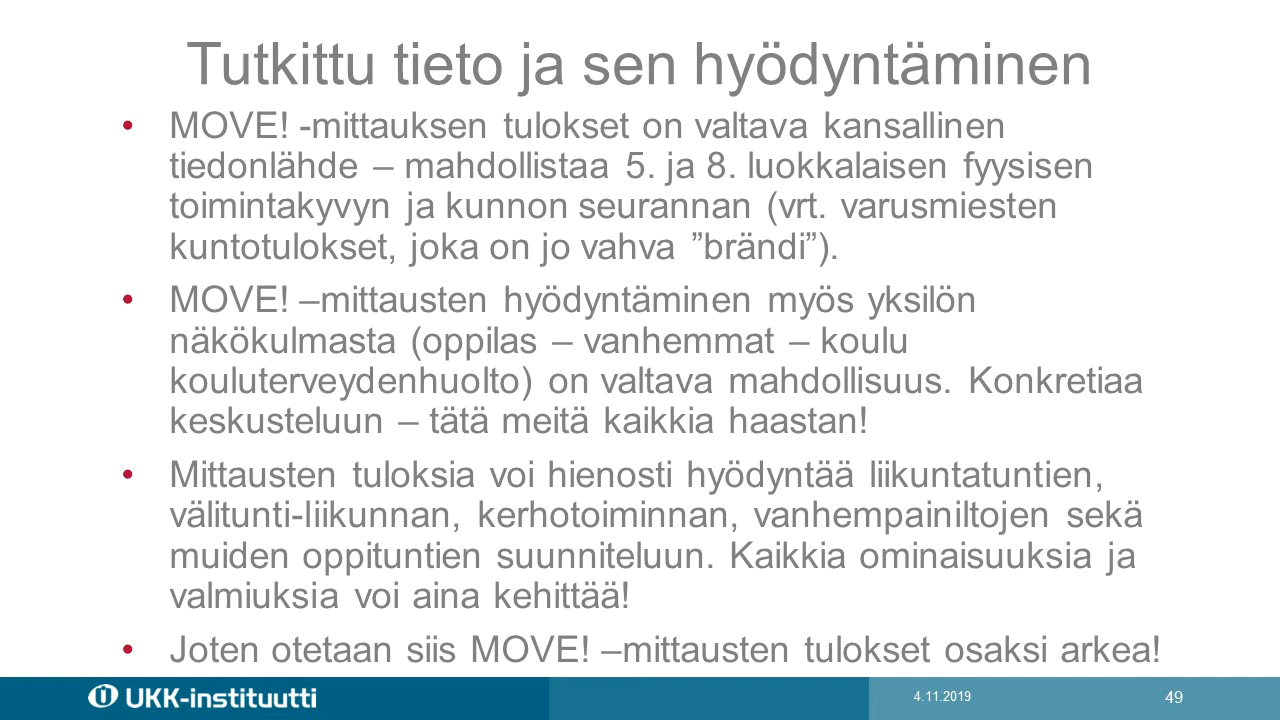 Tutkittu tieto ja sen hyödyntäminen
• MOVE! -mittauksen tulokset on valtava kansallinen
tiedonlähde – mahdollistaa 5. ja 8. luokkalaisen fyysisen
toimintakyvyn ja kunnon seurannan (vrt. varusmiesten
kuntotulokset, joka on jo vahva ”brändi”).
• MOVE! –mittausten hyödyntäminen myös yksilön
näkökulmasta (oppilas – vanhemmat – koulu
kouluterveydenhuolto) on valtava mahdollisuus. Konkretiaa
keskusteluun – tätä meitä kaikkia haastan!
• Mittausten tuloksia voi hienosti hyödyntää liikuntatuntien,
välitunti-liikunnan, kerhotoiminnan, vanhempainiltojen sekä
muiden oppituntien suunniteluun. Kaikkia ominaisuuksia ja
valmiuksia voi aina kehittää!
• Joten otetaan siis MOVE! –mittausten tulokset osaksi arkea!
UKK-instituutti
4.11.2019
49